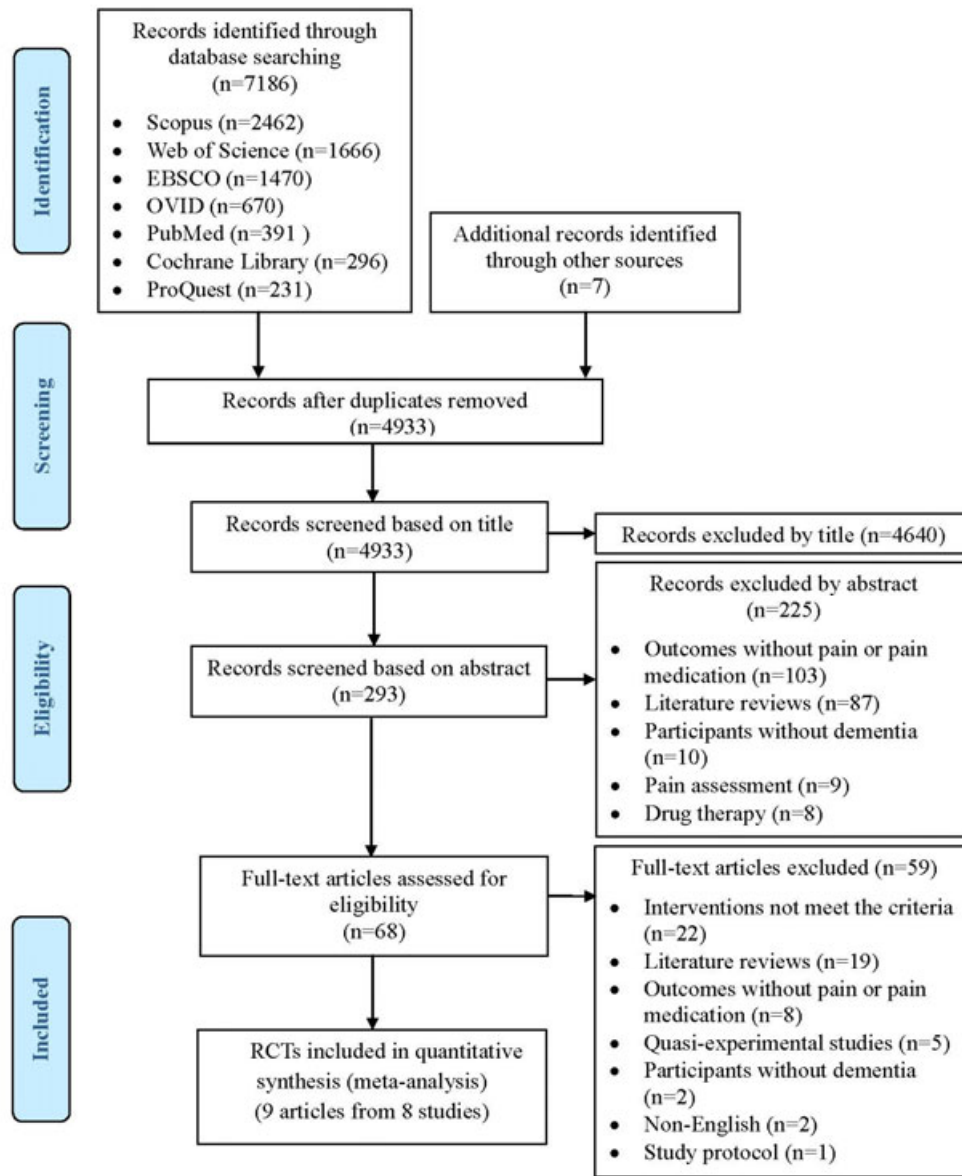 Identification
Records identified through
database searching
(n=7186)
• Scopus (n=2462)
• Web of Science (n=1666)
• EBSCO (n=1470)
• OVID (n=670)
• PubMed (n=391 )
• Cochrane Library (n=296)
• ProQuest (n=231)
Additional records identified
through other sources
(n=7)
Screening
Records after duplicates removed
(n=4933)
Records screened based on title
(n=4933)
Records excluded by title (n=4640)
Eligibility
Records screened based on abstract
(n=293)
Records excluded by abstract
(n=225)
• Outcomes without pain or pain
medication (n=103)
• Literature reviews (n=87)
• Participants without dementia
(n=10)
• Pain assessment (n=9)
• Drug therapy (n=8)
Full-text articles assessed for
eligibility
(n=68)
Full-text articles excluded (n=59)
• Interventions not meet the criteria
(n=22)
• Literature reviews (n=19)
• Outcomes without pain or pain
medication (n=8)
• Quasi-experimental studies (n=5)
• Participants without dementia
(n=2)
• Non-English (n=2)
• Study protocol (n=1)
Included
RCTs included in quantitative
synthesis (meta-analysis)
(9 articles from 8 studies)